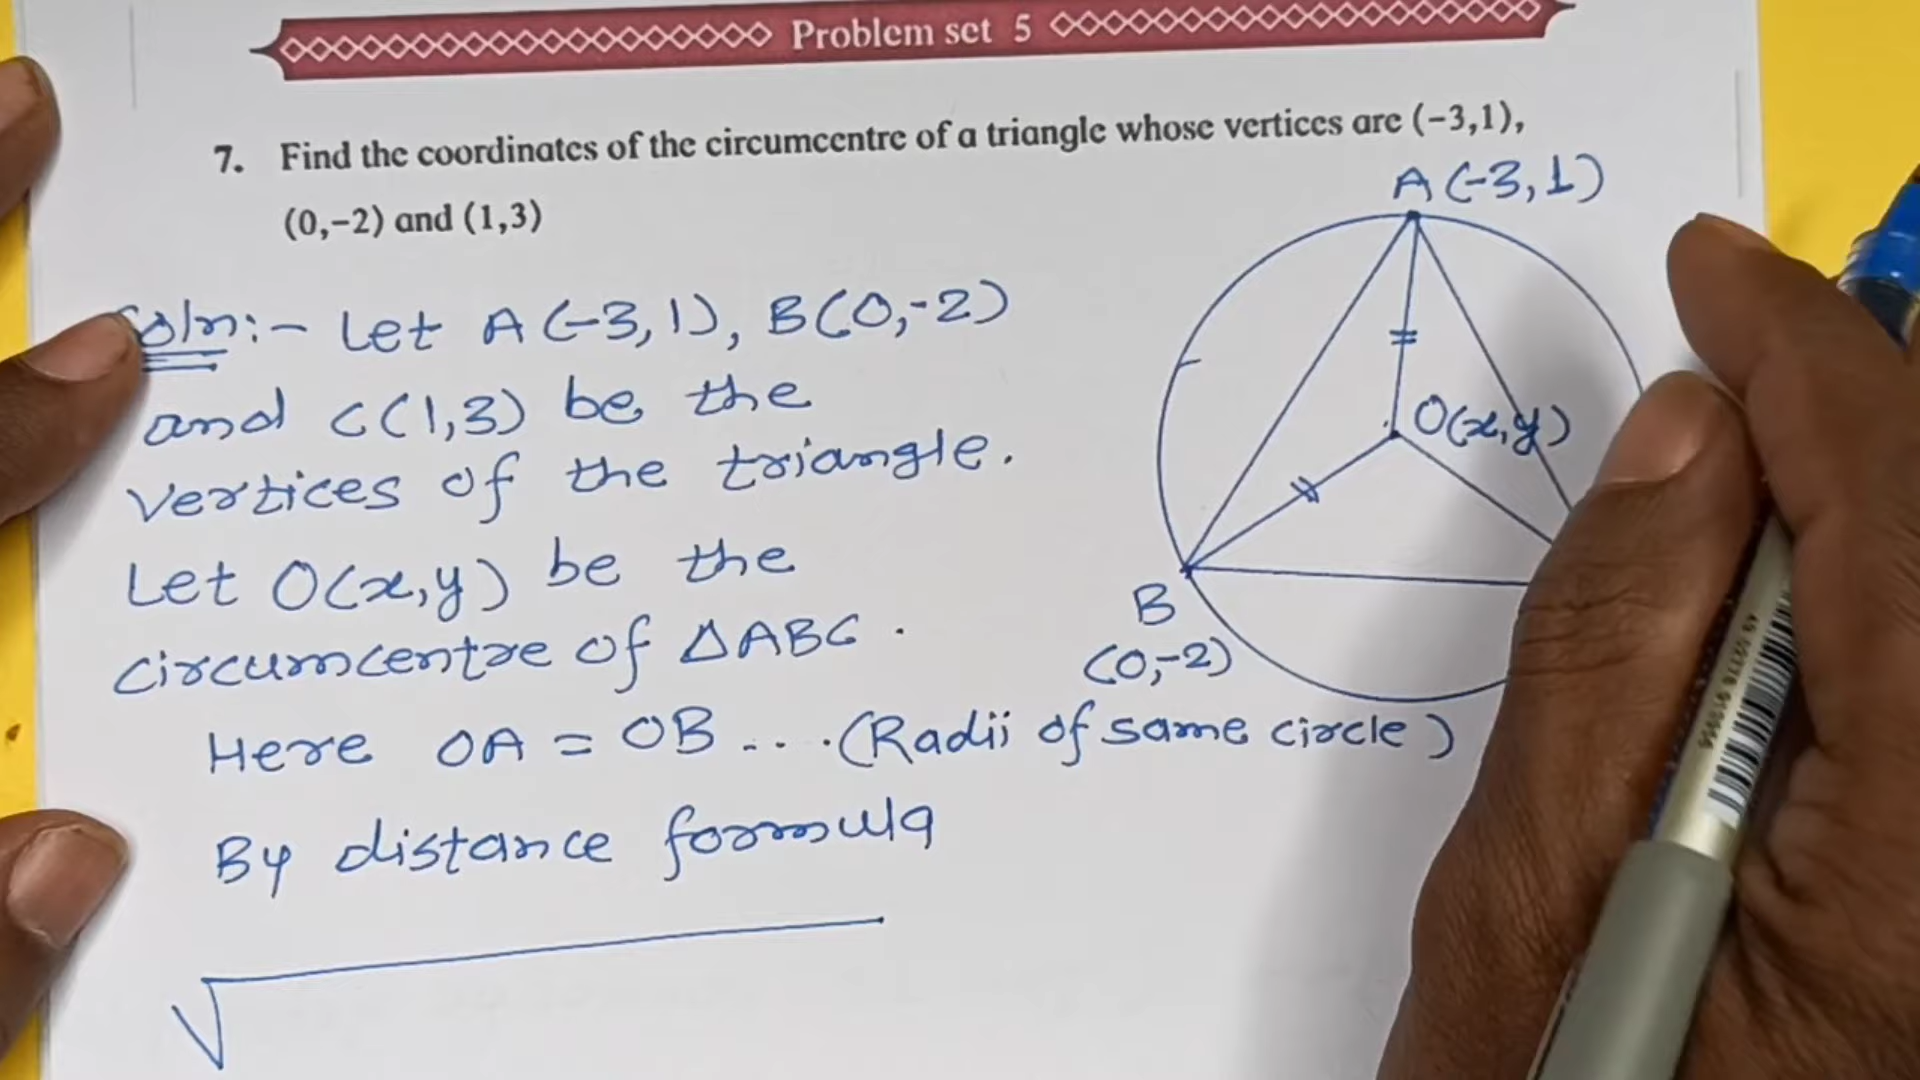 Problem set 5
7. Find the coordinates of the circumcentre of a triangle whose vertices are (-3,1),
(0,-2) and (1,3)
A(-3,1)
Soln:- Let A(-3,1), B(0,-2)
and C(1,3) be the
vertices of the triangle.
O(x,y)
Let O(x,y) be the
circumcentre of △ABC.
B
(0,-2)
Here OA = OB ....(Radii of same circle)
By distance formula
√